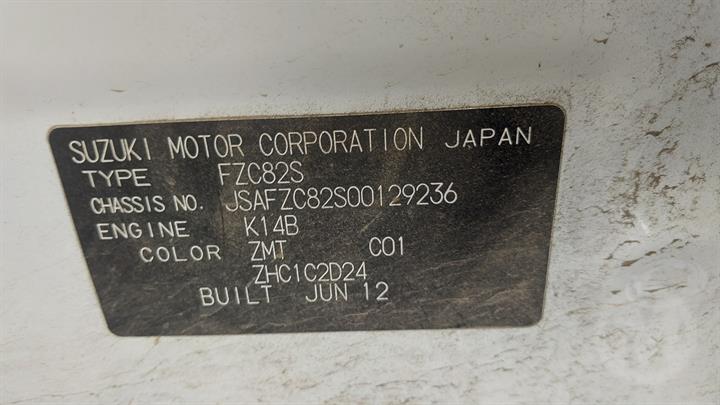 SUZUKI MOTOR CORPORATION JAPAN
TYPE FZC82S
CHASSIS NO. JSAFZC82S00129236
ENGINE K14B
COLOR ZMT C01
ZHC1C2D24
BUILT JUN 12